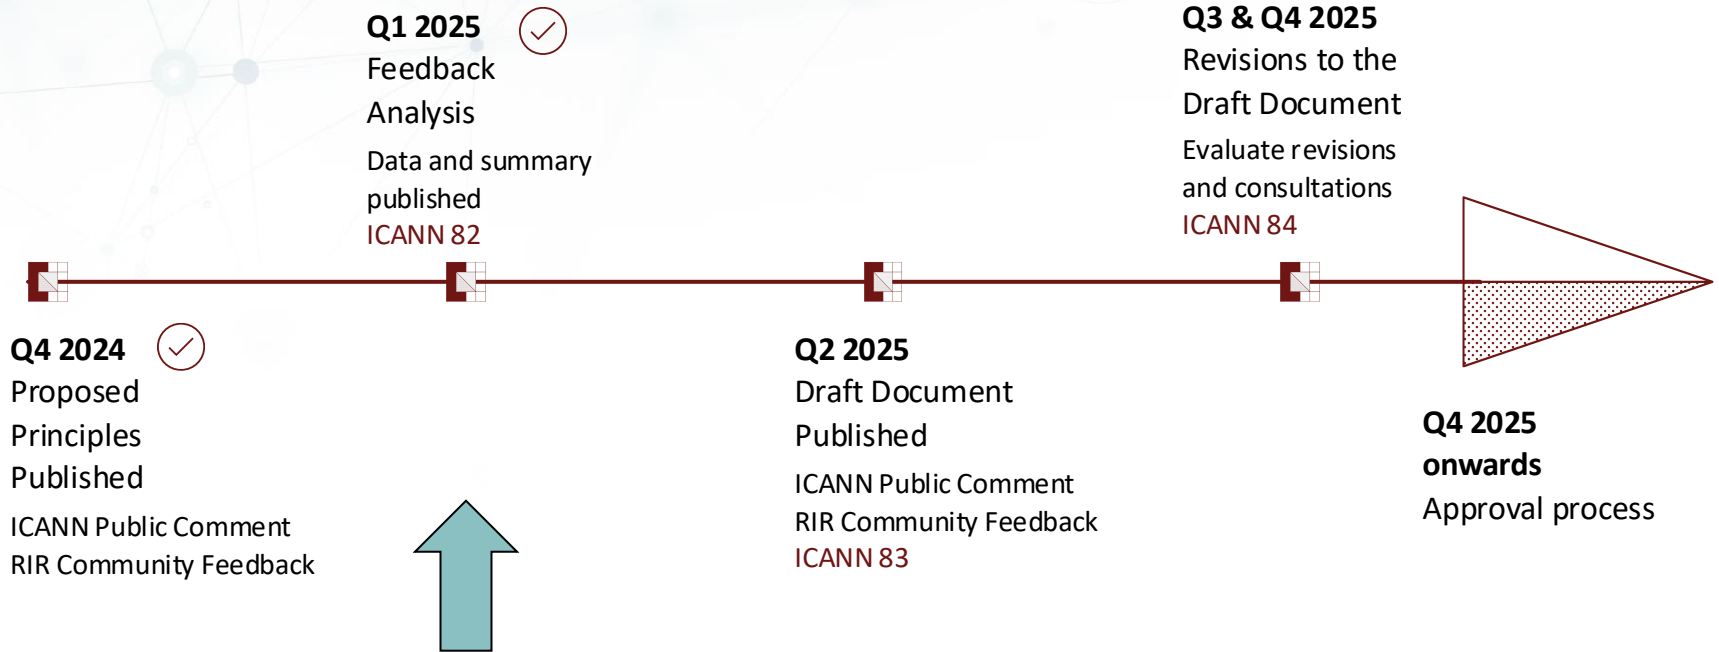 Q4 2024
Proposed
Principles
Published
ICANN Public Comment
RIR Community Feedback
Q1 2025
Feedback
Analysis
Data and summary
published
ICANN 82
Q2 2025
Draft Document
Published
ICANN Public Comment
RIR Community Feedback
ICANN 83
Q3 & Q4 2025
Revisions to the
Draft Document
Evaluate revisions
and consultations
ICANN 84
Q4 2025
onwards
Approval process